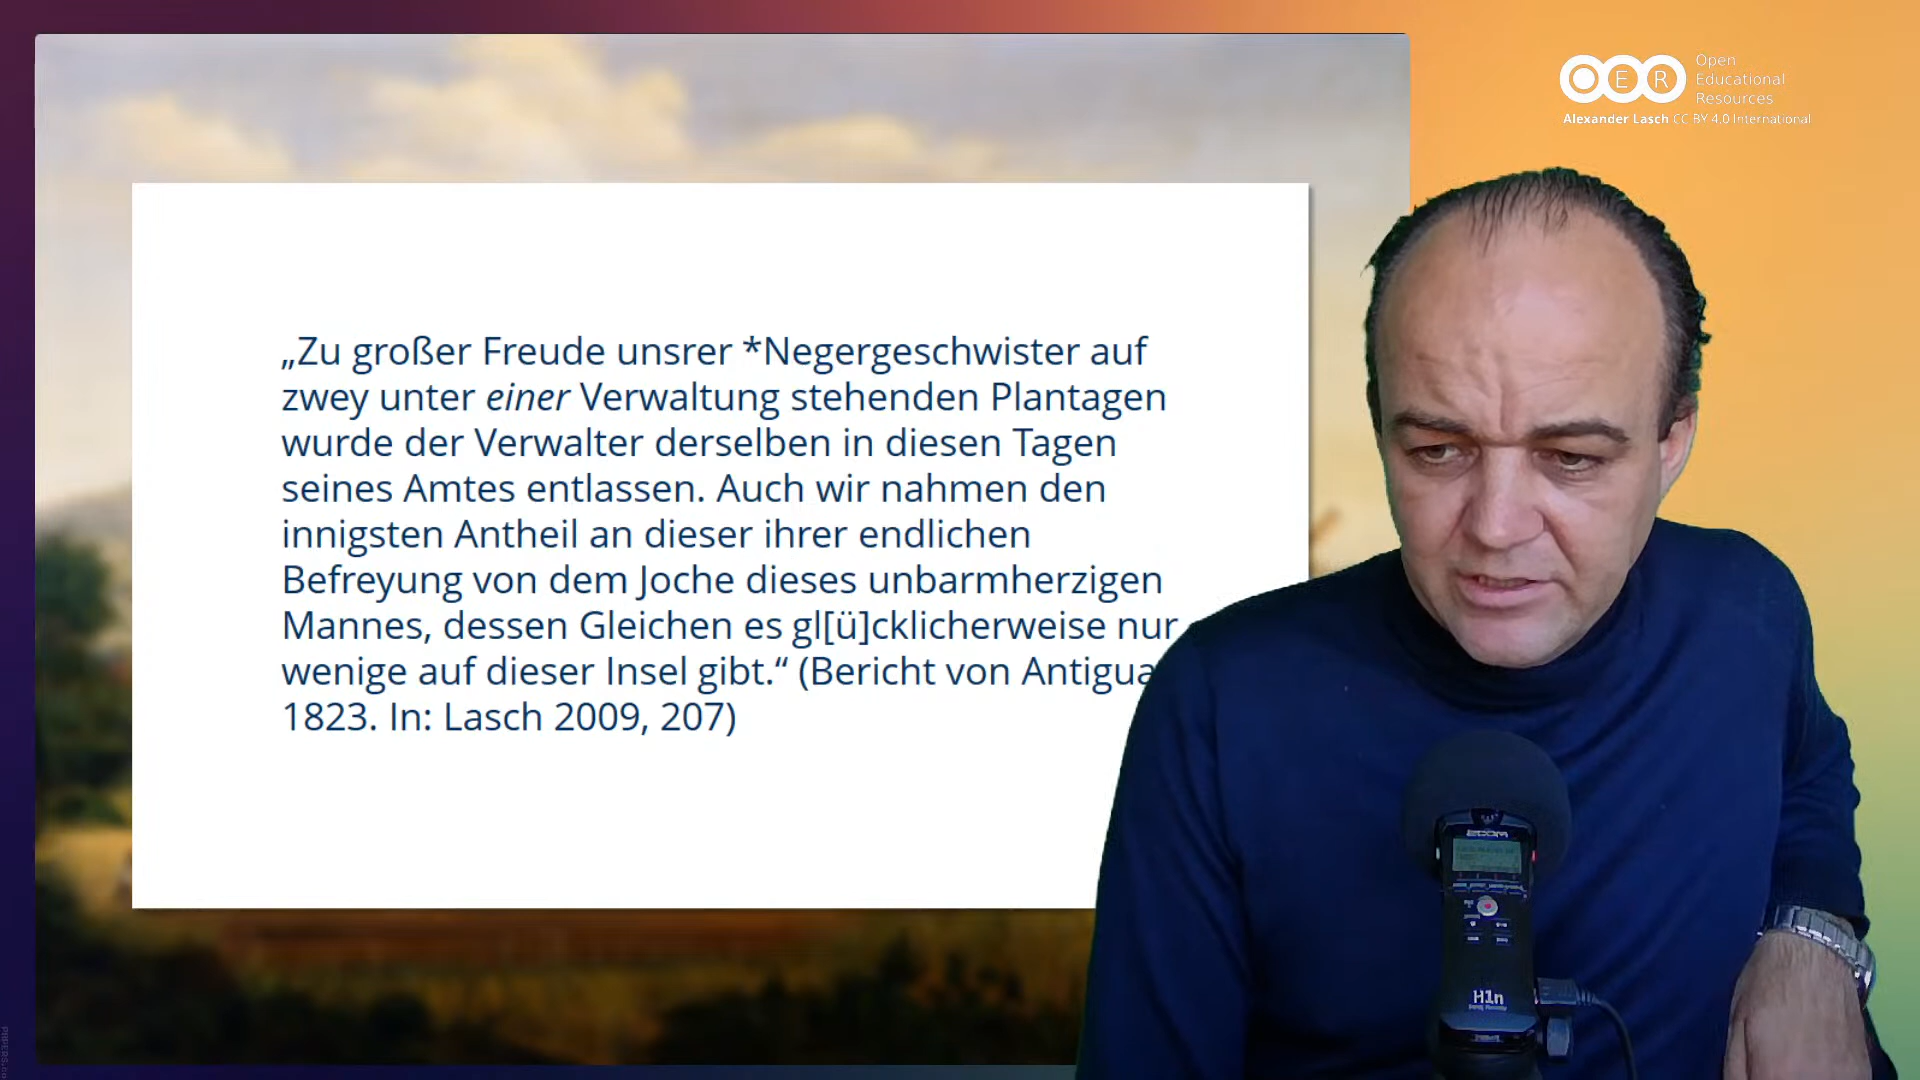 „Zu großer Freude unsrer *Negergeschwister auf
zwey unter einer Verwaltung stehenden Plantagen
wurde der Verwalter derselben in diesen Tagen
seines Amtes entlassen. Auch wir nahmen den
innigsten Antheil an dieser ihrer endlichen
Befreyung von dem Joche dieses unbarmherzigen
Mannes, dessen Gleichen es gl[ü]cklicherweise nur
wenige auf dieser Insel gibt.“ (Bericht von Antigua
1823. In: Lasch 2009, 207)
OER
Open
Educational
Resources
Alexander Lasch CC BY 4.0 International
zoom
H1n